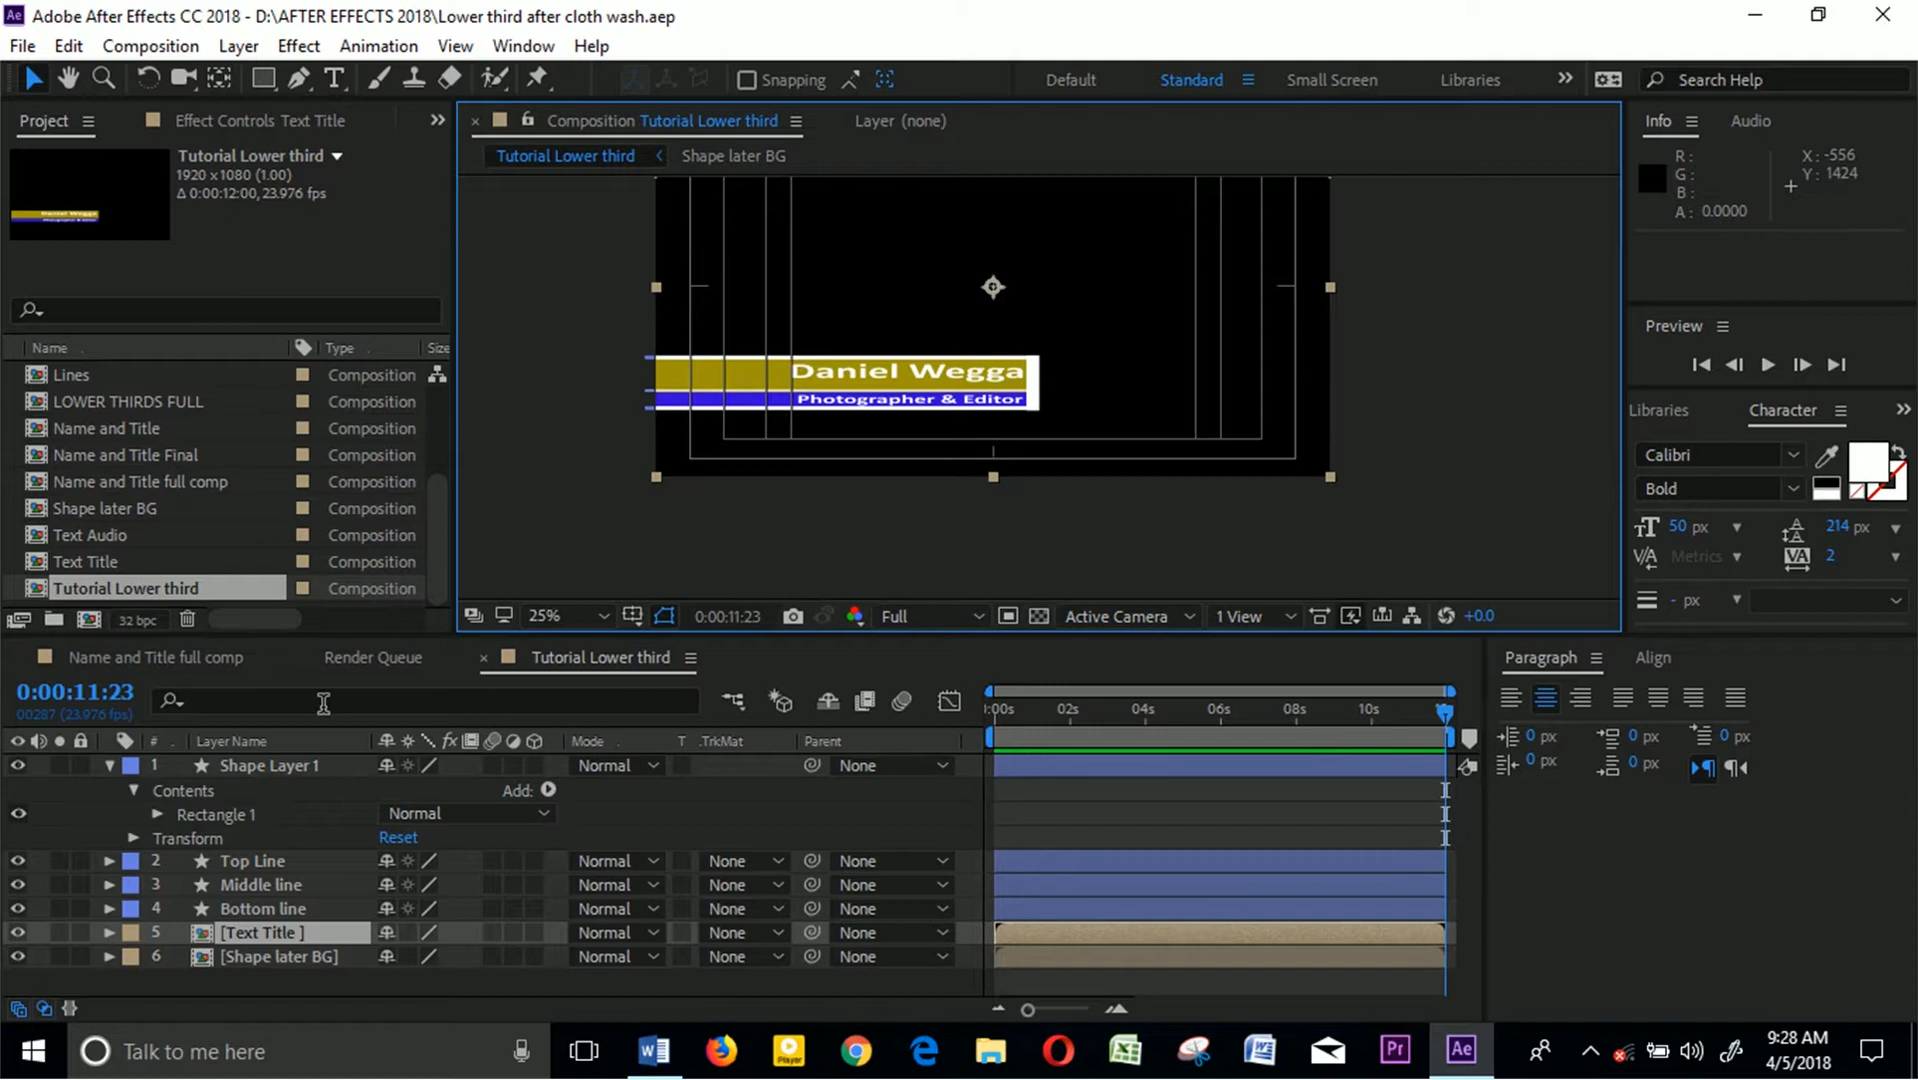 Ae Adobe After Effects CC 2018 - D:\AFTER EFFECTS 2018\Lower third after cloth wash.aep
File Edit Composition Layer Effect Animation View Window Help
Snapping Default Standard Small Screen Libraries Search Help
Project Effect Controls Text Title Composition Tutorial Lower third Layer (none) Info Audio
Tutorial Lower third
1920 x 1080 (1.00)
Δ 0:00:12:00, 23.976 fps
Tutorial Lower third Shape later BG
R: X: -556
G: Y: 1424
B:
A: 0.0000
Preview
Name Type Size
Lines Composition
LOWER THIRDS FULL Composition
Name and Title Composition
Name and Title Final Composition
Name and Title full comp Composition
Shape later BG Composition
Text Audio Composition
Text Title Composition
Tutorial Lower third Composition
32 bpc
Daniel Wegga
Photographer & Editor
25% 0:00:11:23 Full Active Camera 1 View +0.0
Libraries Character
Calibri
Bold
50 px 214 px
Metrics 2
- px
Name and Title full comp Render Queue Tutorial Lower third
0:00:11:23
00287 (23.976 fps)
:00s 02s 04s 06s 08s 10s
# Layer Name fx Mode T .TrkMat Parent
1 Shape Layer 1 Normal None
Contents Add:
Rectangle 1 Normal
Transform Reset
2 Top Line Normal None None
3 Middle line Normal None None
4 Bottom line Normal None None
5 [Text Title ] Normal None None
6 [Shape later BG] Normal None None
Paragraph Align
0 px 0 px 0 px
0 px 0 px
Talk to me here
Player
Pr Ae
9:28 AM
4/5/2018